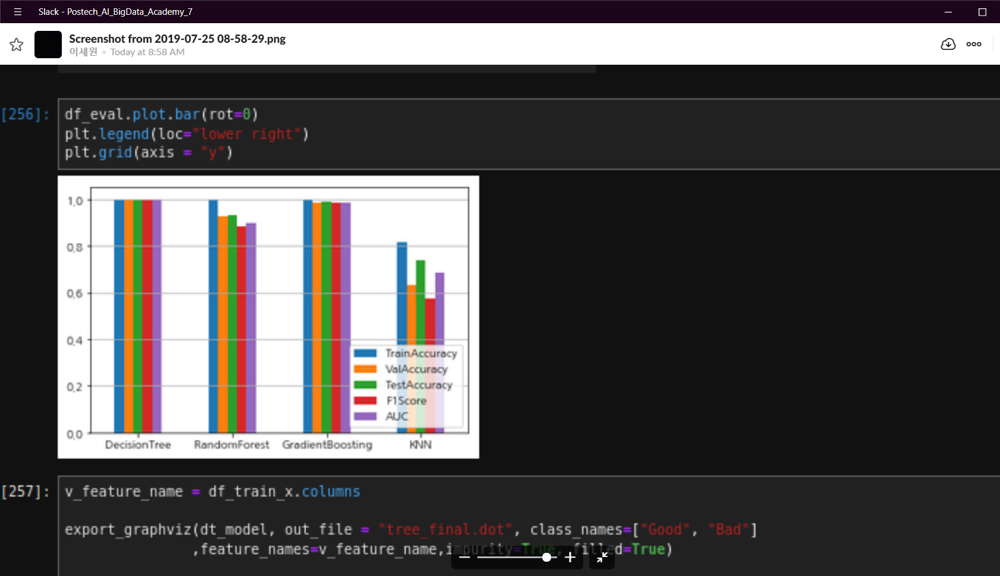 Slack - Postech_AI_BigData_Academy_7
Screenshot from 2019-07-25 08-58-29.png
이세원 • Today at 8:58 AM
[256]:
df_eval.plot.bar(rot=0)
plt.legend(loc="lower right")
plt.grid(axis = "y")
1,0
0,8
0,6
0,4
0,2
0,0
TrainAccuracy
ValAccuracy
TestAccuracy
F1Score
AUC
DecisionTree RandomForest GradientBoosting KNN
[257]:
v_feature_name = df_train_x.columns
export_graphviz(dt_model, out_file = "tree_final.dot", class_names=["Good", "Bad"]
,feature_names=v_feature_name,impurity=True, filled=True)